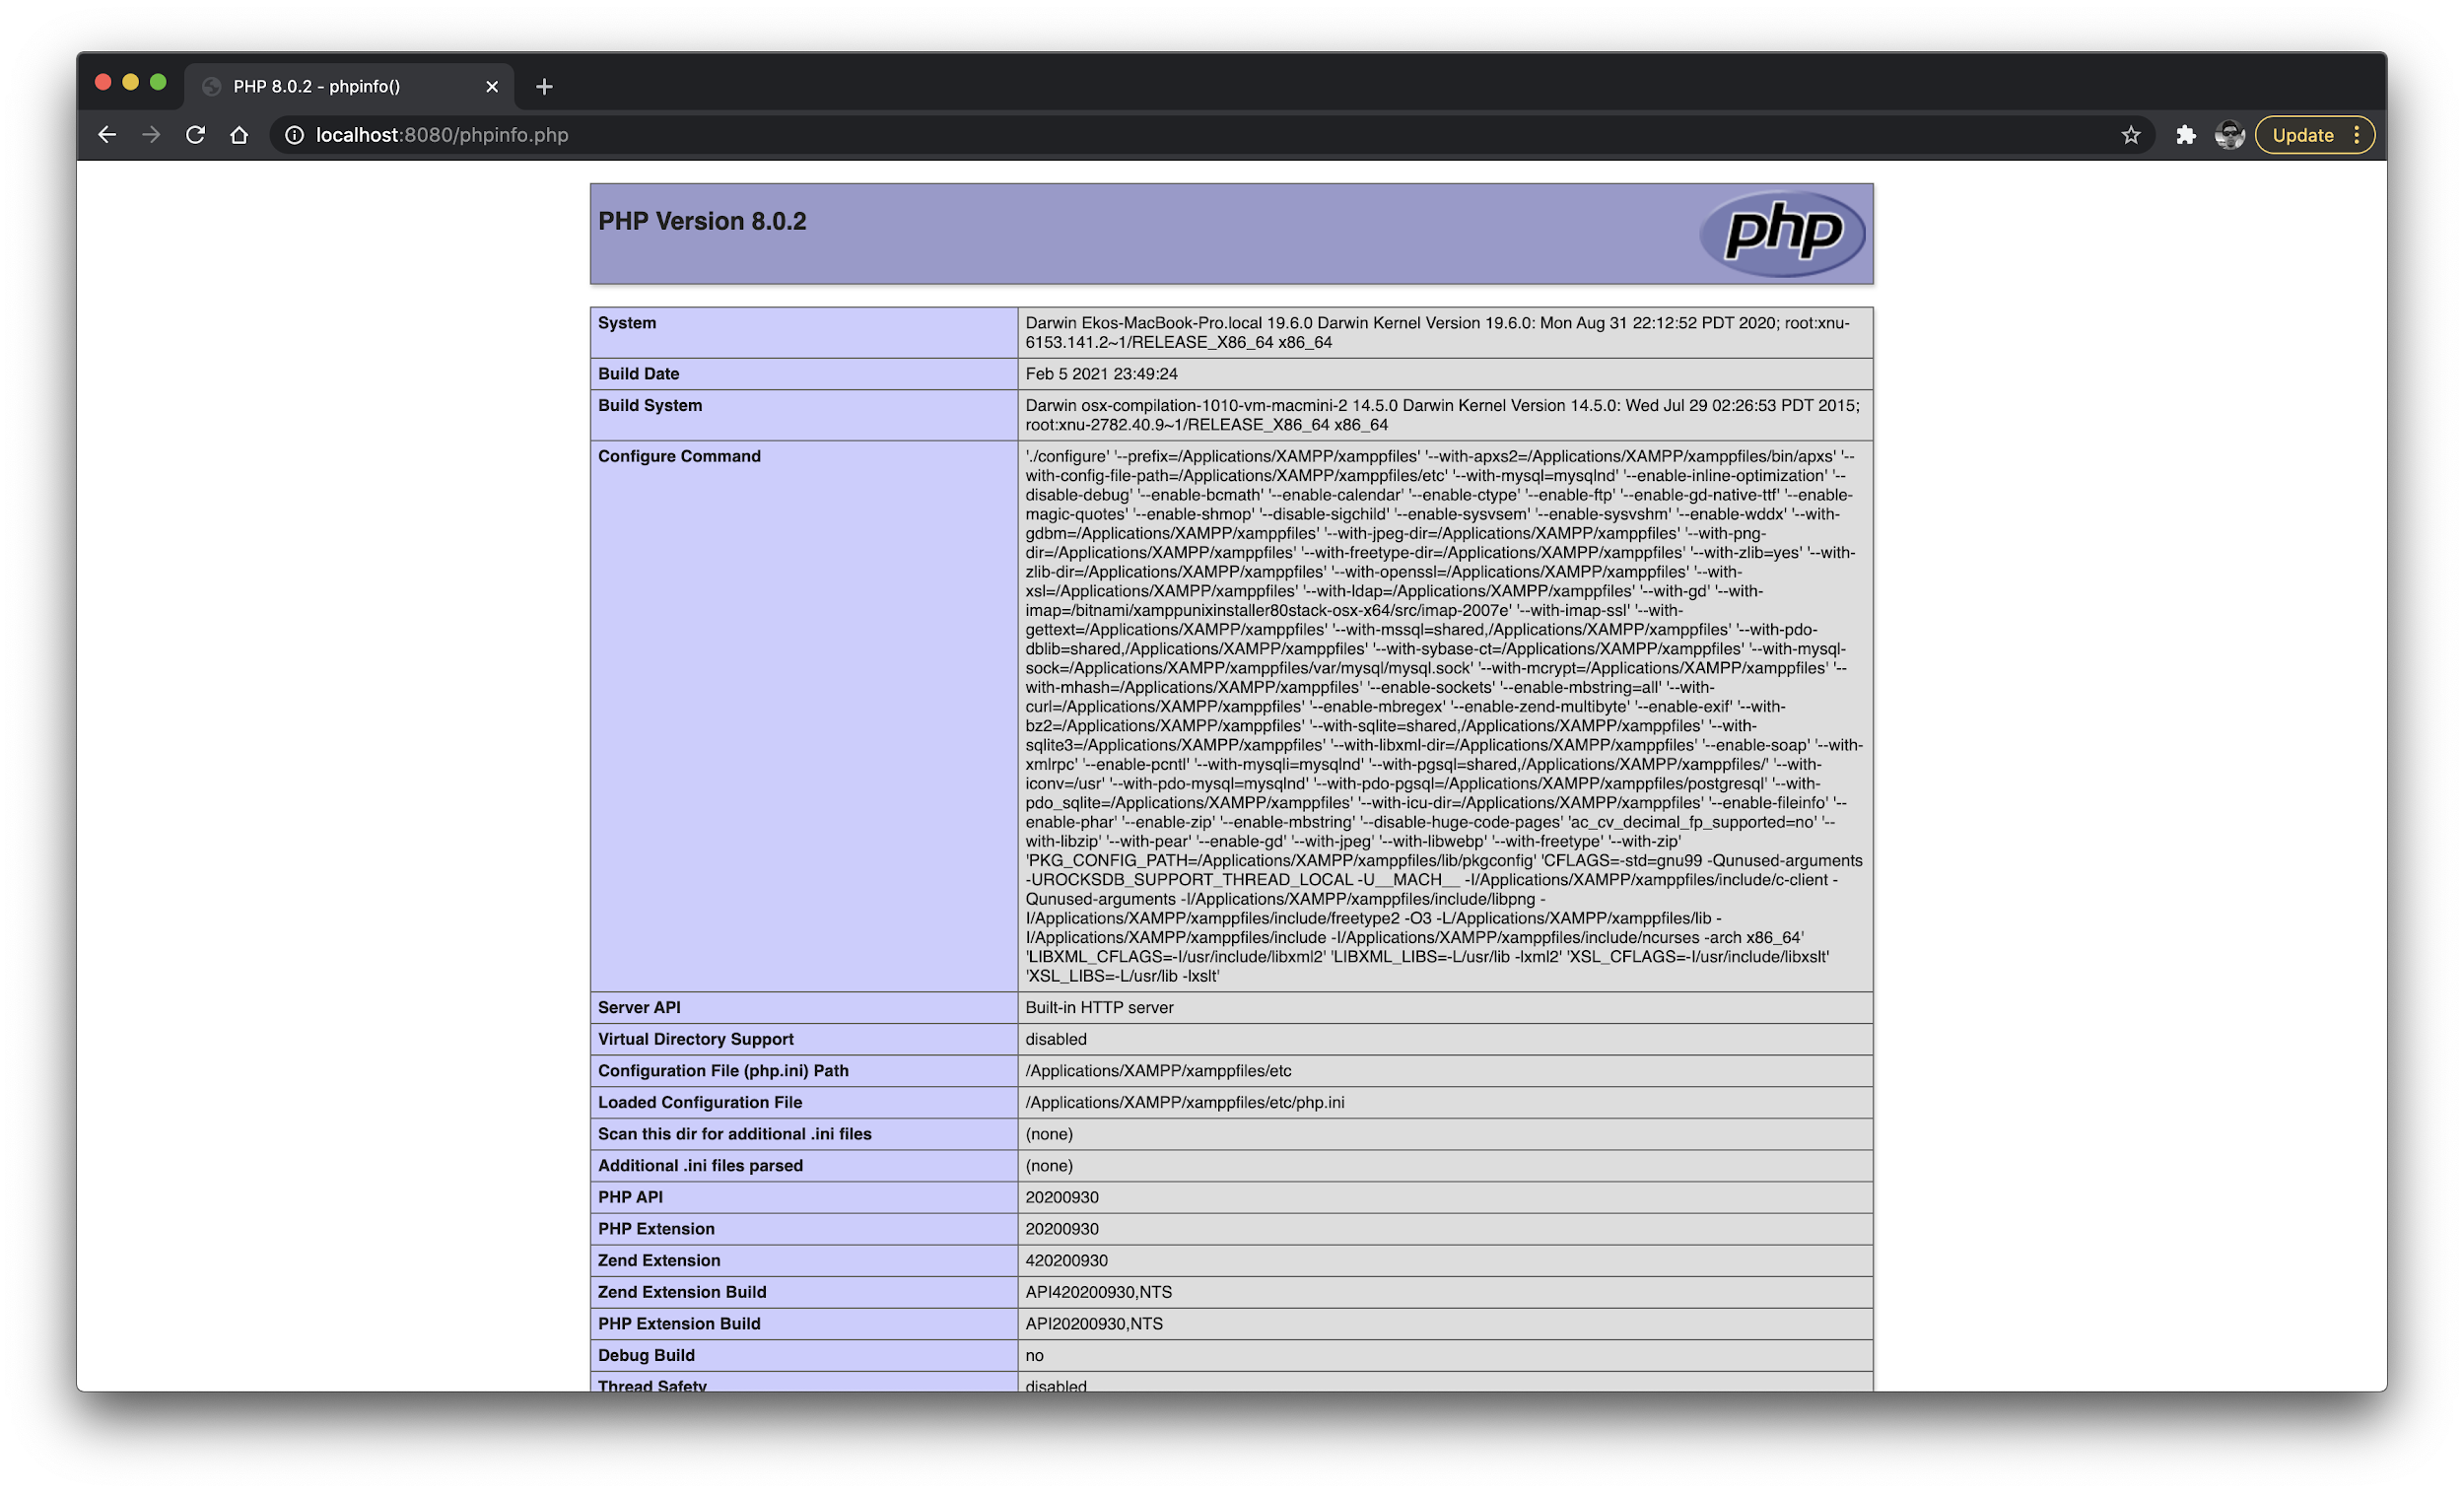 PHP 8.0.2 - phpinfo()
localhost:8080/phpinfo.php
Update
PHP Version 8.0.2
php
System
Darwin Ekos-MacBook-Pro.local 19.6.0 Darwin Kernel Version 19.6.0: Mon Aug 31 22:12:52 PDT 2020; root:xnu-
6153.141.2~1/RELEASE_X86_64 x86_64
Build Date
Feb 5 2021 23:49:24
Build System
Darwin osx-compilation-1010-vm-macmini-2 14.5.0 Darwin Kernel Version 14.5.0: Wed Jul 29 02:26:53 PDT 2015;
root:xnu-2782.40.9~1/RELEASE_X86_64 x86_64
Configure Command
'./configure' '--prefix=/Applications/XAMPP/xamppfiles' '--with-apxs2=/Applications/XAMPP/xamppfiles/bin/apxs' '--
with-config-file-path=/Applications/XAMPP/xamppfiles/etc' '--with-mysql=mysqlnd' '--enable-inline-optimization' '--
disable-debug' '--enable-bcmath' '--enable-calendar' '--enable-ctype' '--enable-ftp' '--enable-gd-native-ttf' '--enable-
magic-quotes' '--enable-shmop' '--disable-sigchild' '--enable-sysvsem' '--enable-sysvshm' '--enable-wddx' '--with-
gdbm=/Applications/XAMPP/xamppfiles' '--with-jpeg-dir=/Applications/XAMPP/xamppfiles' '--with-png-
dir=/Applications/XAMPP/xamppfiles' '--with-freetype-dir=/Applications/XAMPP/xamppfiles' '--with-zlib=yes' '--with-
zlib-dir=/Applications/XAMPP/xamppfiles' '--with-openssl=/Applications/XAMPP/xamppfiles' '--with-
xsl=/Applications/XAMPP/xamppfiles' '--with-ldap=/Applications/XAMPP/xamppfiles' '--with-gd' '--with-
imap=/bitnami/xamppunixinstaller80stack-osx-x64/src/imap-2007e' '--with-imap-ssl' '--with-
gettext=/Applications/XAMPP/xamppfiles' '--with-mssql=shared,/Applications/XAMPP/xamppfiles' '--with-pdo-
dblib=shared,/Applications/XAMPP/xamppfiles' '--with-sybase-ct=/Applications/XAMPP/xamppfiles' '--with-mysql-
sock=/Applications/XAMPP/xamppfiles/var/mysql/mysql.sock' '--with-mcrypt=/Applications/XAMPP/xamppfiles' '--
with-mhash=/Applications/XAMPP/xamppfiles' '--enable-sockets' '--enable-mbstring=all' '--with-
curl=/Applications/XAMPP/xamppfiles' '--enable-mbregex' '--enable-zend-multibyte' '--enable-exif' '--with-
bz2=/Applications/XAMPP/xamppfiles' '--with-sqlite=shared,/Applications/XAMPP/xamppfiles' '--with-
sqlite3=/Applications/XAMPP/xamppfiles' '--with-libxml-dir=/Applications/XAMPP/xamppfiles' '--enable-soap' '--with-
xmlrpc' '--enable-pcntl' '--with-mysqli=mysqlnd' '--with-pgsql=shared,/Applications/XAMPP/xamppfiles/' '--with-
iconv=/usr' '--with-pdo-mysql=mysqlnd' '--with-pdo-pgsql=/Applications/XAMPP/xamppfiles/postgresql' '--with-
pdo_sqlite=/Applications/XAMPP/xamppfiles' '--with-icu-dir=/Applications/XAMPP/xamppfiles' '--enable-fileinfo' '--
enable-phar' '--enable-zip' '--enable-mbstring' '--disable-huge-code-pages' 'ac_cv_decimal_fp_supported=no' '--
with-libzip' '--with-pear' '--enable-gd' '--with-jpeg' '--with-libwebp' '--with-freetype' '--with-zip'
'PKG_CONFIG_PATH=/Applications/XAMPP/xamppfiles/lib/pkgconfig' 'CFLAGS=-std=gnu99 -Qunused-arguments
-UROCKSDB_SUPPORT_THREAD_LOCAL -U__MACH__ -I/Applications/XAMPP/xamppfiles/include/c-client -
Qunused-arguments -I/Applications/XAMPP/xamppfiles/include/libpng -
I/Applications/XAMPP/xamppfiles/include/freetype2 -O3 -L/Applications/XAMPP/xamppfiles/lib -
I/Applications/XAMPP/xamppfiles/include -I/Applications/XAMPP/xamppfiles/include/ncurses -arch x86_64'
'LIBXML_CFLAGS=-I/usr/include/libxml2' 'LIBXML_LIBS=-L/usr/lib -lxml2' 'XSL_CFLAGS=-I/usr/include/libxslt'
'XSL_LIBS=-L/usr/lib -lxslt'
Server API
Built-in HTTP server
Virtual Directory Support
disabled
Configuration File (php.ini) Path
/Applications/XAMPP/xamppfiles/etc
Loaded Configuration File
/Applications/XAMPP/xamppfiles/etc/php.ini
Scan this dir for additional .ini files
(none)
Additional .ini files parsed
(none)
PHP API
20200930
PHP Extension
20200930
Zend Extension
420200930
Zend Extension Build
API420200930,NTS
PHP Extension Build
API20200930,NTS
Debug Build
no
Thread Safety
disabled